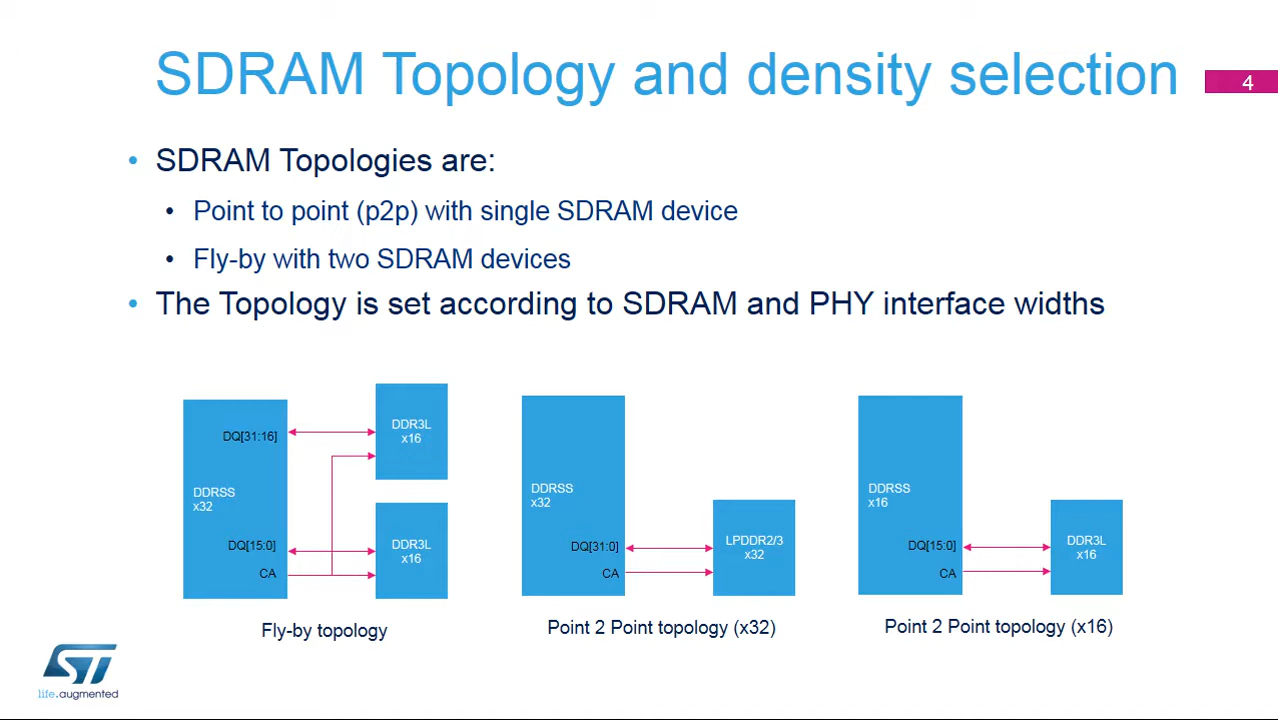 SDRAM Topology and density selection
4
• SDRAM Topologies are:
• Point to point (p2p) with single SDRAM device
• Fly-by with two SDRAM devices
• The Topology is set according to SDRAM and PHY interface widths
DQ[31:16]
DDRSS
x32
DQ[15:0]
CA
DDR3L
x16
DDR3L
x16
Fly-by topology
DDRSS
x32
DQ[31:0]
CA
LPDDR2/3
x32
Point 2 Point topology (x32)
DDRSS
x16
DQ[15:0]
CA
DDR3L
x16
Point 2 Point topology (x16)
ST
life.augmented